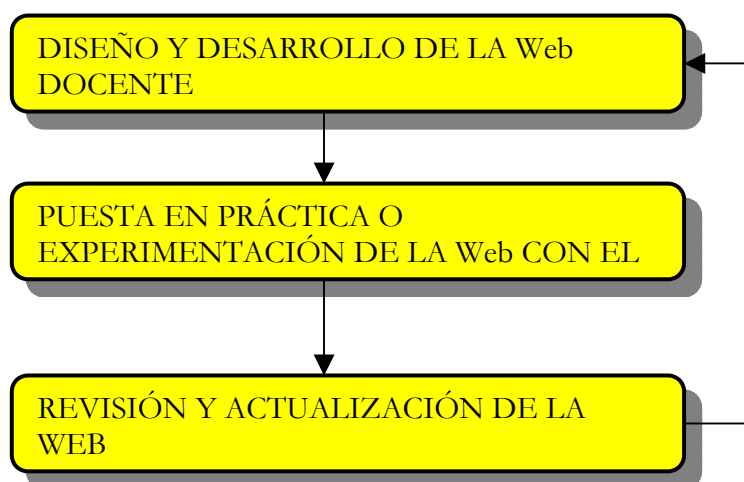 DISEÑO Y DESARROLLO DE LA Web
DOCENTE
PUESTA EN PRÁCTICA O
EXPERIMENTACIÓN DE LA Web CON EL
REVISIÓN Y ACTUALIZACIÓN DE LA
WEB